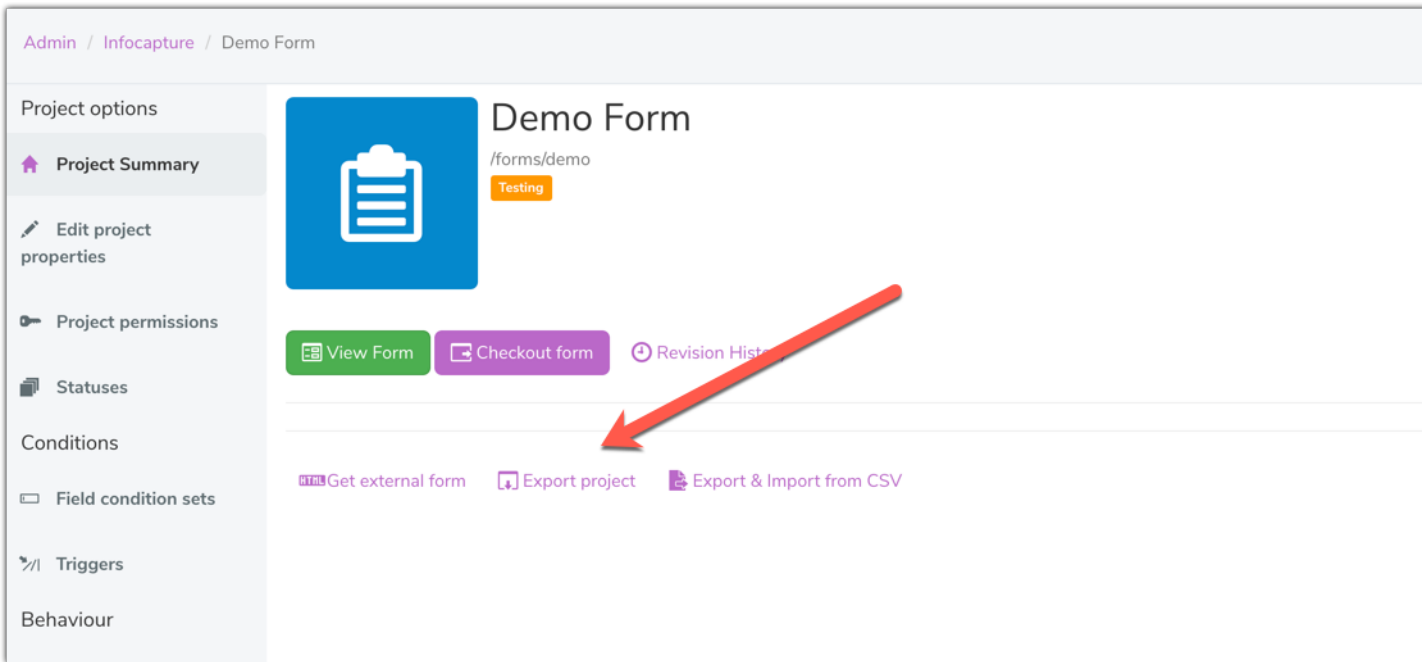 Admin / Infocapture / Demo Form
Project options
Project Summary
Edit project
properties
Project permissions
Statuses
Conditions
Field condition sets
Triggers
Behaviour
Demo Form
/forms/demo
Testing
View Form
Checkout form
Revision History
HTML Get external form
Export project
Export & Import from CSV